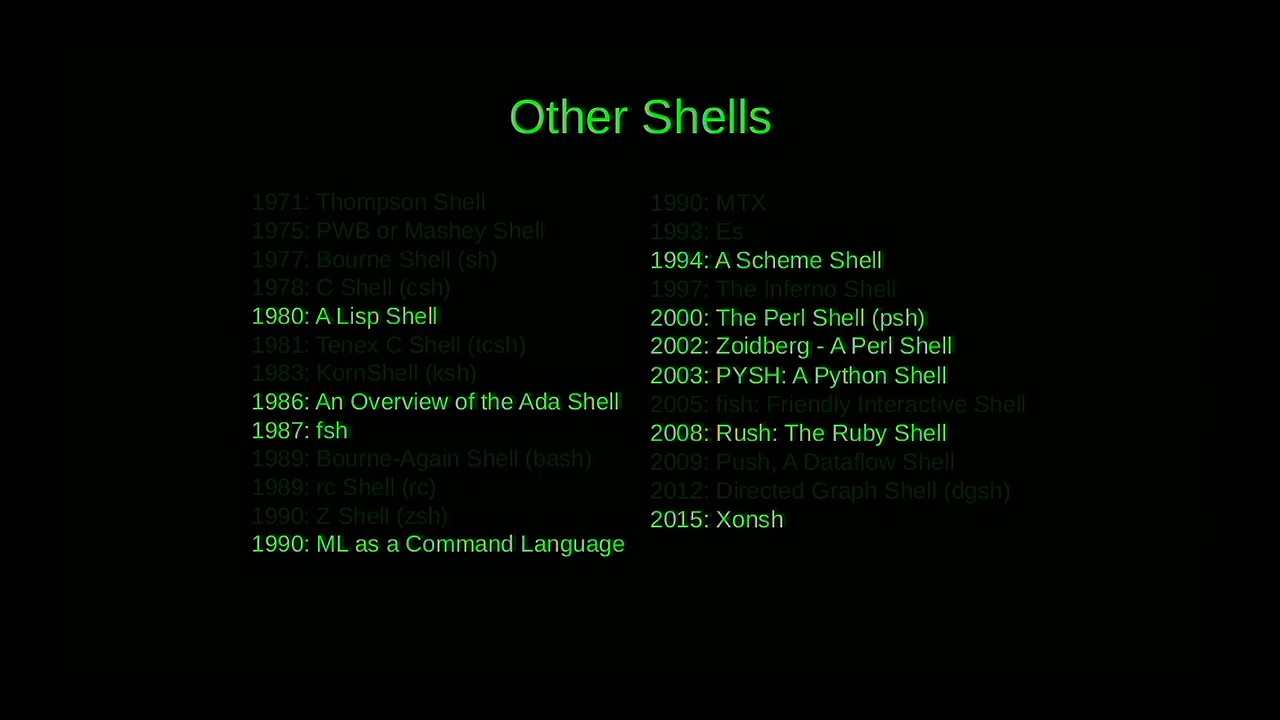 Other Shells
1971: Thompson Shell
1975: PWB or Mashey Shell
1977: Bourne Shell (sh)
1978: C Shell (csh)
1980: A Lisp Shell
1981: Tenex C Shell (tcsh)
1983: KornShell (ksh)
1986: An Overview of the Ada Shell
1987: fsh
1989: Bourne-Again Shell (bash)
1989: rc Shell (rc)
1990: Z Shell (zsh)
1990: ML as a Command Language
1990: MTX
1993: Es
1994: A Scheme Shell
1997: The Inferno Shell
2000: The Perl Shell (psh)
2002: Zoidberg - A Perl Shell
2003: PYSH: A Python Shell
2005: fish: Friendly Interactive Shell
2008: Rush: The Ruby Shell
2009: Push, A Dataflow Shell
2012: Directed Graph Shell (dgsh)
2015: Xonsh